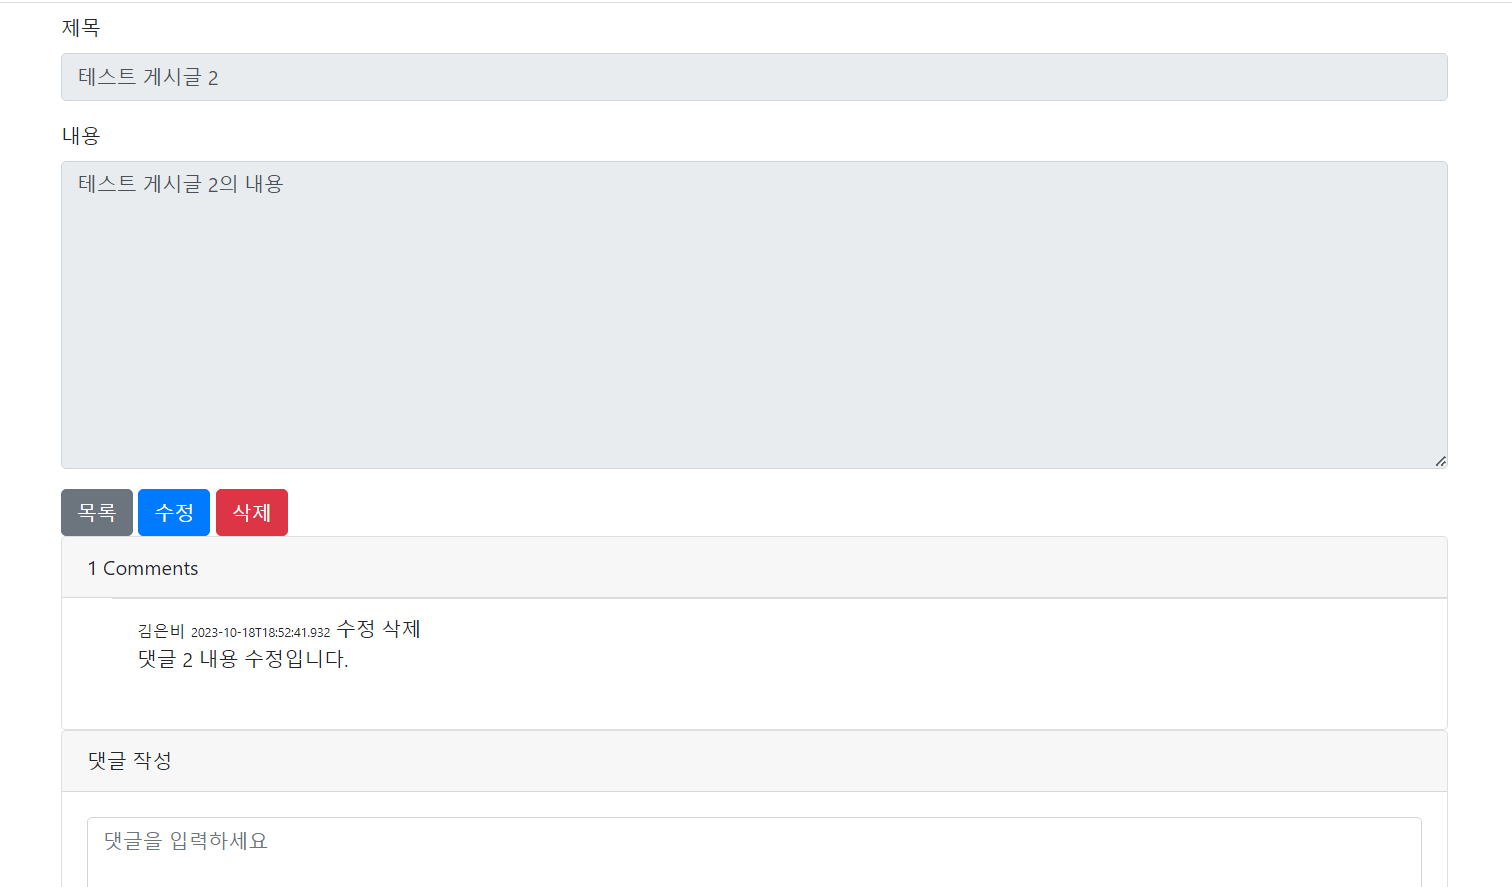 제목
테스트 게시글 2
내용
테스트 게시글 2의 내용
목록 수정 삭제
1 Comments
김은비 2023-10-18T18:52:41.932 수정 삭제
댓글 2 내용 수정입니다.
댓글 작성
댓글을 입력하세요